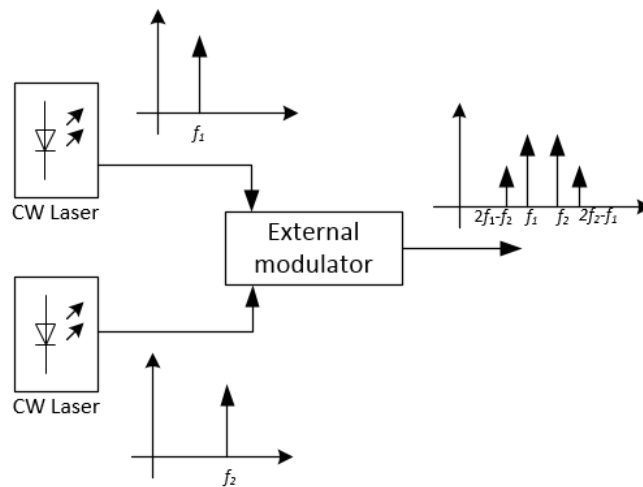 f₁
CW Laser
External
modulator
2f₁-f₂ f₁ f₂ 2f₂-f₁
CW Laser
f₂